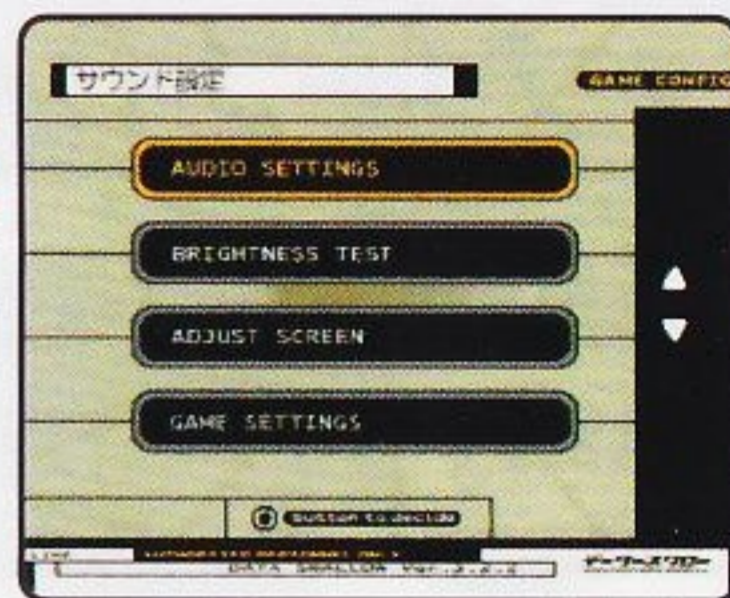 サウンド設定
GAME CONFIG
AUDIO SETTINGS
BRIGHTNESS TEST
ADJUST SCREEN
GAME SETTINGS
button to decide
DATA SWALLOW Ver.